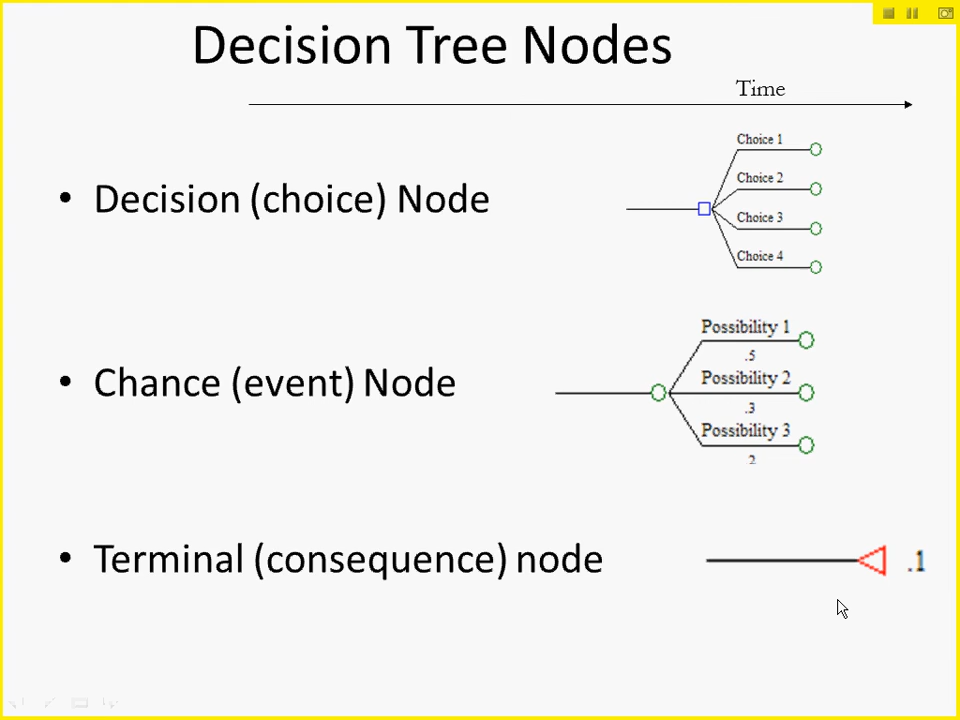 Decision Tree Nodes
Time
• Decision (choice) Node
Choice 1
Choice 2
Choice 3
Choice 4
• Chance (event) Node
Possibility 1
.5
Possibility 2
.3
Possibility 3
2
• Terminal (consequence) node
.1